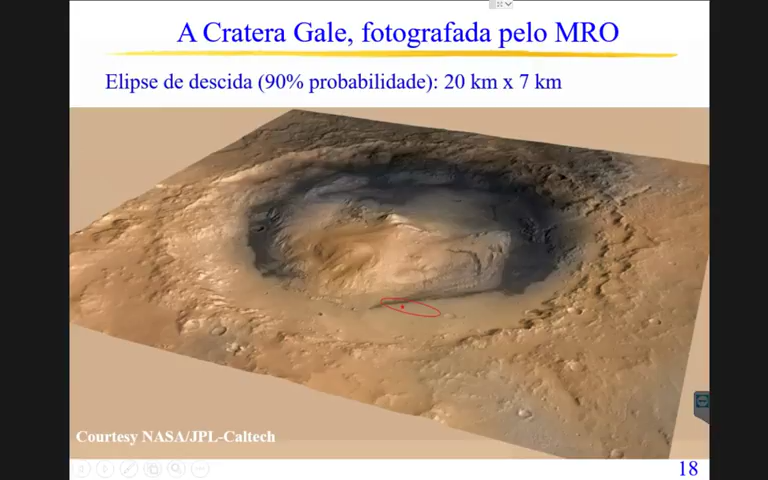 A Cratera Gale, fotografada pelo MRO
Elipse de descida (90% probabilidade): 20 km x 7 km
Courtesy NASA/JPL-Caltech
18